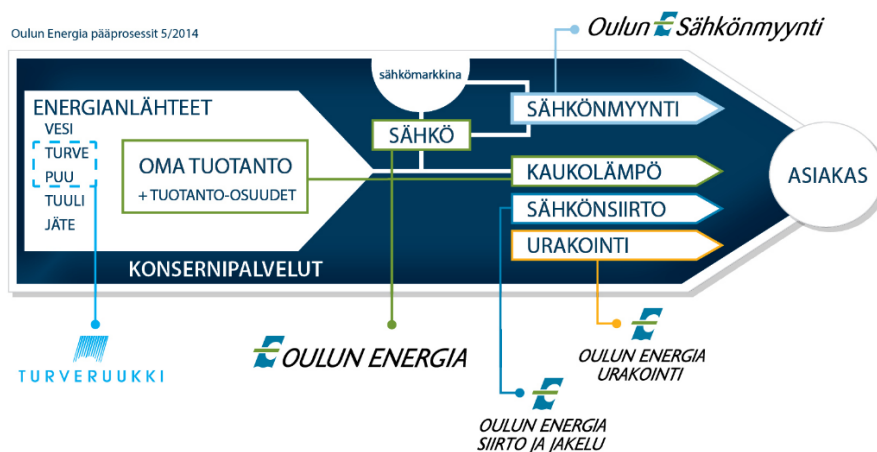 Oulun Energia pääprosessit 5/2014
Oulun Sähkönmyynti
sähkömarkkina
ENERGIANLÄHTEET
VESI
TURVE
PUU
TUULI
JÄTE
OMA TUOTANTO
+ TUOTANTO-OSUUDET
SÄHKÖ
SÄHKÖNMYYNTI
KAUKOLÄMPÖ
SÄHKÖNSIIRTO
URAKOINTI
ASIAKAS
KONSERNIPALVELUT
TURVERUUKKI
OULUN ENERGIA
OULUN ENERGIA
URAKOINTI
OULUN ENERGIA
SIIRTO JA JAKELU